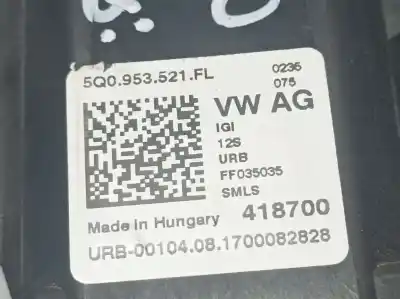 5Q0.953.521.FL
0236
075
VW AG
IGI
12S
URB
FF035035
SMLS
Made in Hungary 418700
URB-00104.08.1700082828